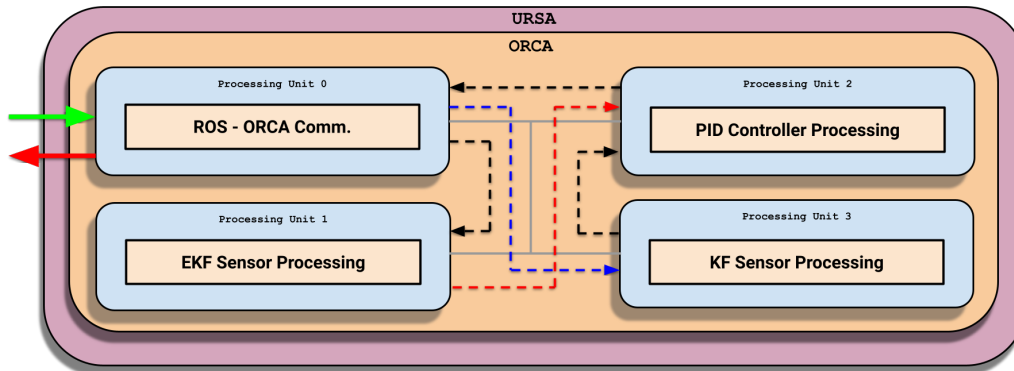 URSA
ORCA
Processing Unit 0
ROS - ORCA Comm.
Processing Unit 2
PID Controller Processing
Processing Unit 1
EKF Sensor Processing
Processing Unit 3
KF Sensor Processing